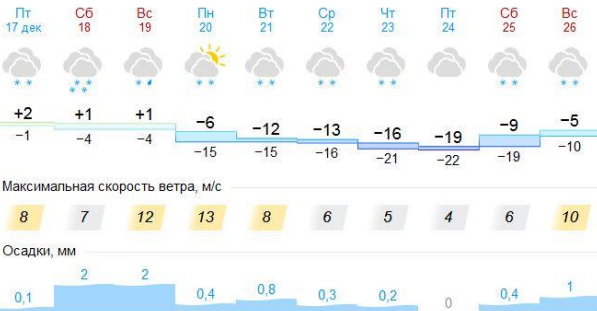 Пт Сб Вс Пн Вт Ср Чт Пт Сб Вс
17 дек 18 19 20 21 22 23 24 25 26
+2 +1 +1 −6 −12 −13 −16 −19 −9 −5
−1 −4 −4 −15 −15 −16 −21 −22 −19 −10
Максимальная скорость ветра, м/с
8 7 12 13 8 6 5 4 6 10
Осадки, мм
0,1 2 2 0,4 0,8 0,3 0,2 0 0,4 1